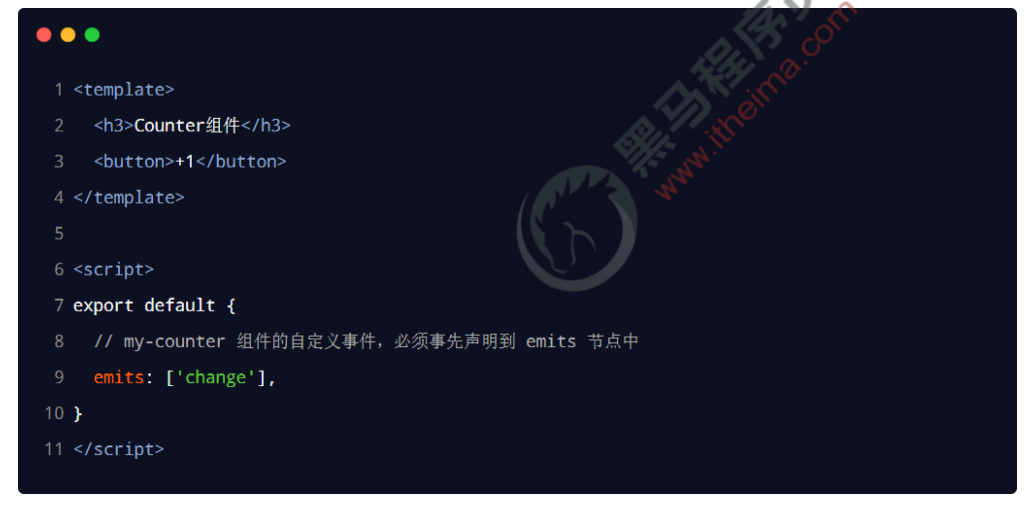 黑马程序员
www.itheima.com
1 <template>
2   <h3>Counter组件</h3>
3   <button>+1</button>
4 </template>
5
6 <script>
7 export default {
8   // my-counter 组件的自定义事件，必须事先声明到 emits 节点中
9   emits: ['change'],
10 }
11 </script>